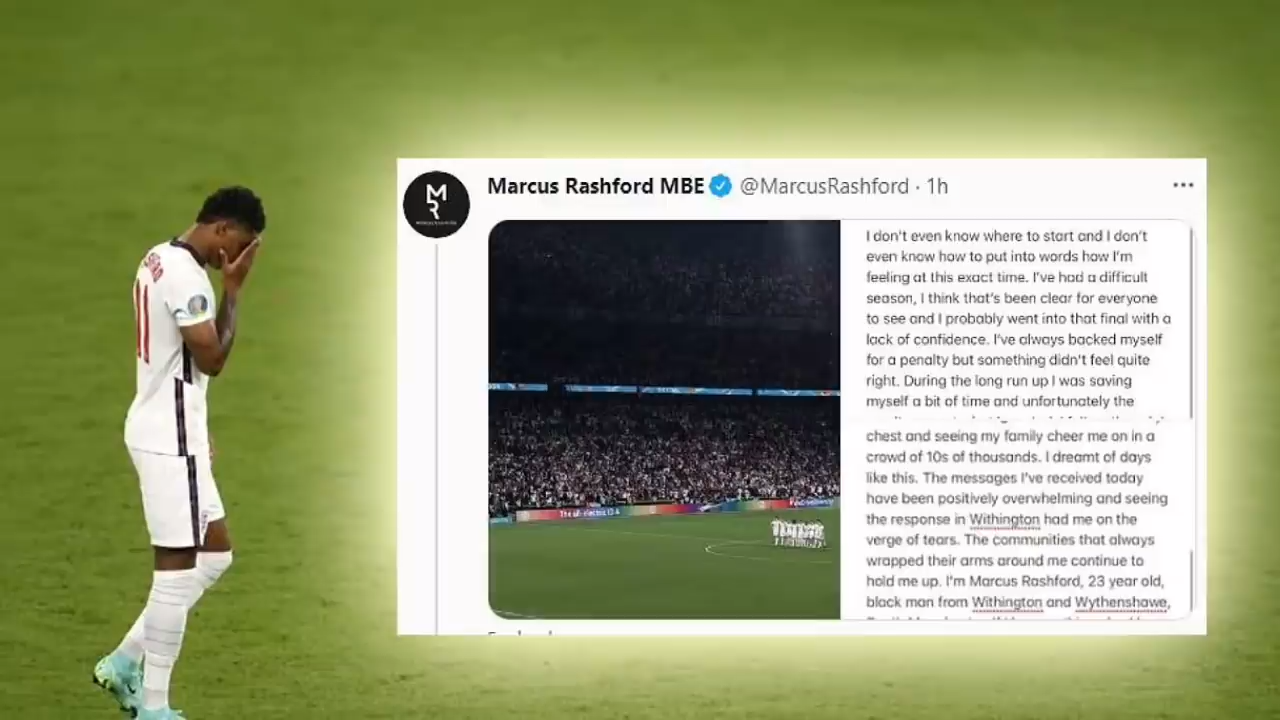 Marcus Rashford MBE @MarcusRashford · 1h
MR
11
I don't even know where to start and I don't
even know how to put into words how I'm
feeling at this exact time. I've had a difficult
season, I think that's been clear for everyone
to see and I probably went into that final with a
lack of confidence. I've always backed myself
for a penalty but something didn't feel quite
right. During the long run up I was saving
myself a bit of time and unfortunately the
chest and seeing my family cheer me on in a
crowd of 10s of thousands. I dreamt of days
like this. The messages I've received today
have been positively overwhelming and seeing
the response in Withington had me on the
verge of tears. The communities that always
wrapped their arms around me continue to
hold me up. I'm Marcus Rashford, 23 year old,
black man from Withington and Wythenshawe,